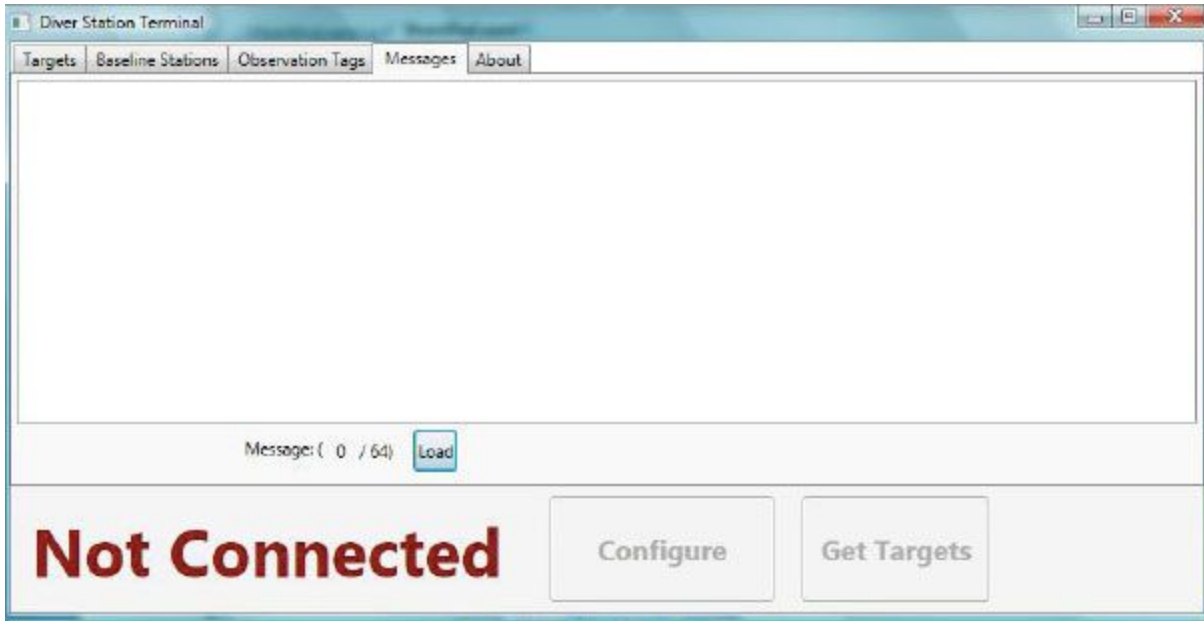 Diver Station Terminal
Targets Baseline Stations Observation Tags Messages About
Message: ( 0 / 64) Load
Not Connected Configure Get Targets